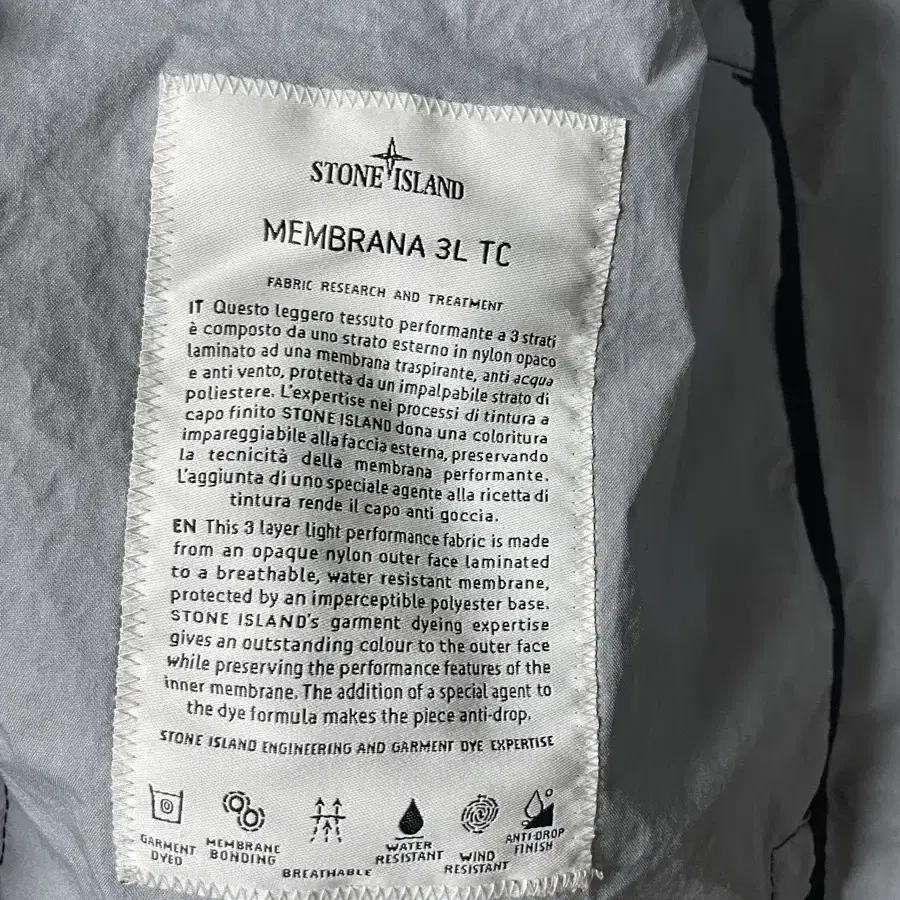 STONE ISLAND
MEMBRANA 3L TC
FABRIC RESEARCH AND TREATMENT
IT Questo leggero tessuto performante a 3 strati
è composto da uno strato esterno in nylon opaco
laminato ad una membrana traspirante, anti acqua
e anti vento, protetta da un impalpabile strato di
poliestere. L'expertise nei processi di tintura a
capo finito STONE ISLAND dona una coloritura
impareggiabile alla faccia esterna, preservando
la tecnicità della membrana performante.
L'aggiunta di uno speciale agente alla ricetta di
tintura rende il capo anti goccia.
EN This 3 layer light performance fabric is made
from an opaque nylon outer face laminated
to a breathable, water resistant membrane,
protected by an imperceptible polyester base.
STONE ISLAND's garment dyeing expertise
gives an outstanding colour to the outer face
while preserving the performance features of the
inner membrane. The addition of a special agent to
the dye formula makes the piece anti-drop.
STONE ISLAND ENGINEERING AND GARMENT DYE EXPERTISE
GARMENT
DYED
MEMBRANE
BONDING
BREATHABLE
WATER
RESISTANT
WIND
RESISTANT
ANTI-DROP
FINISH